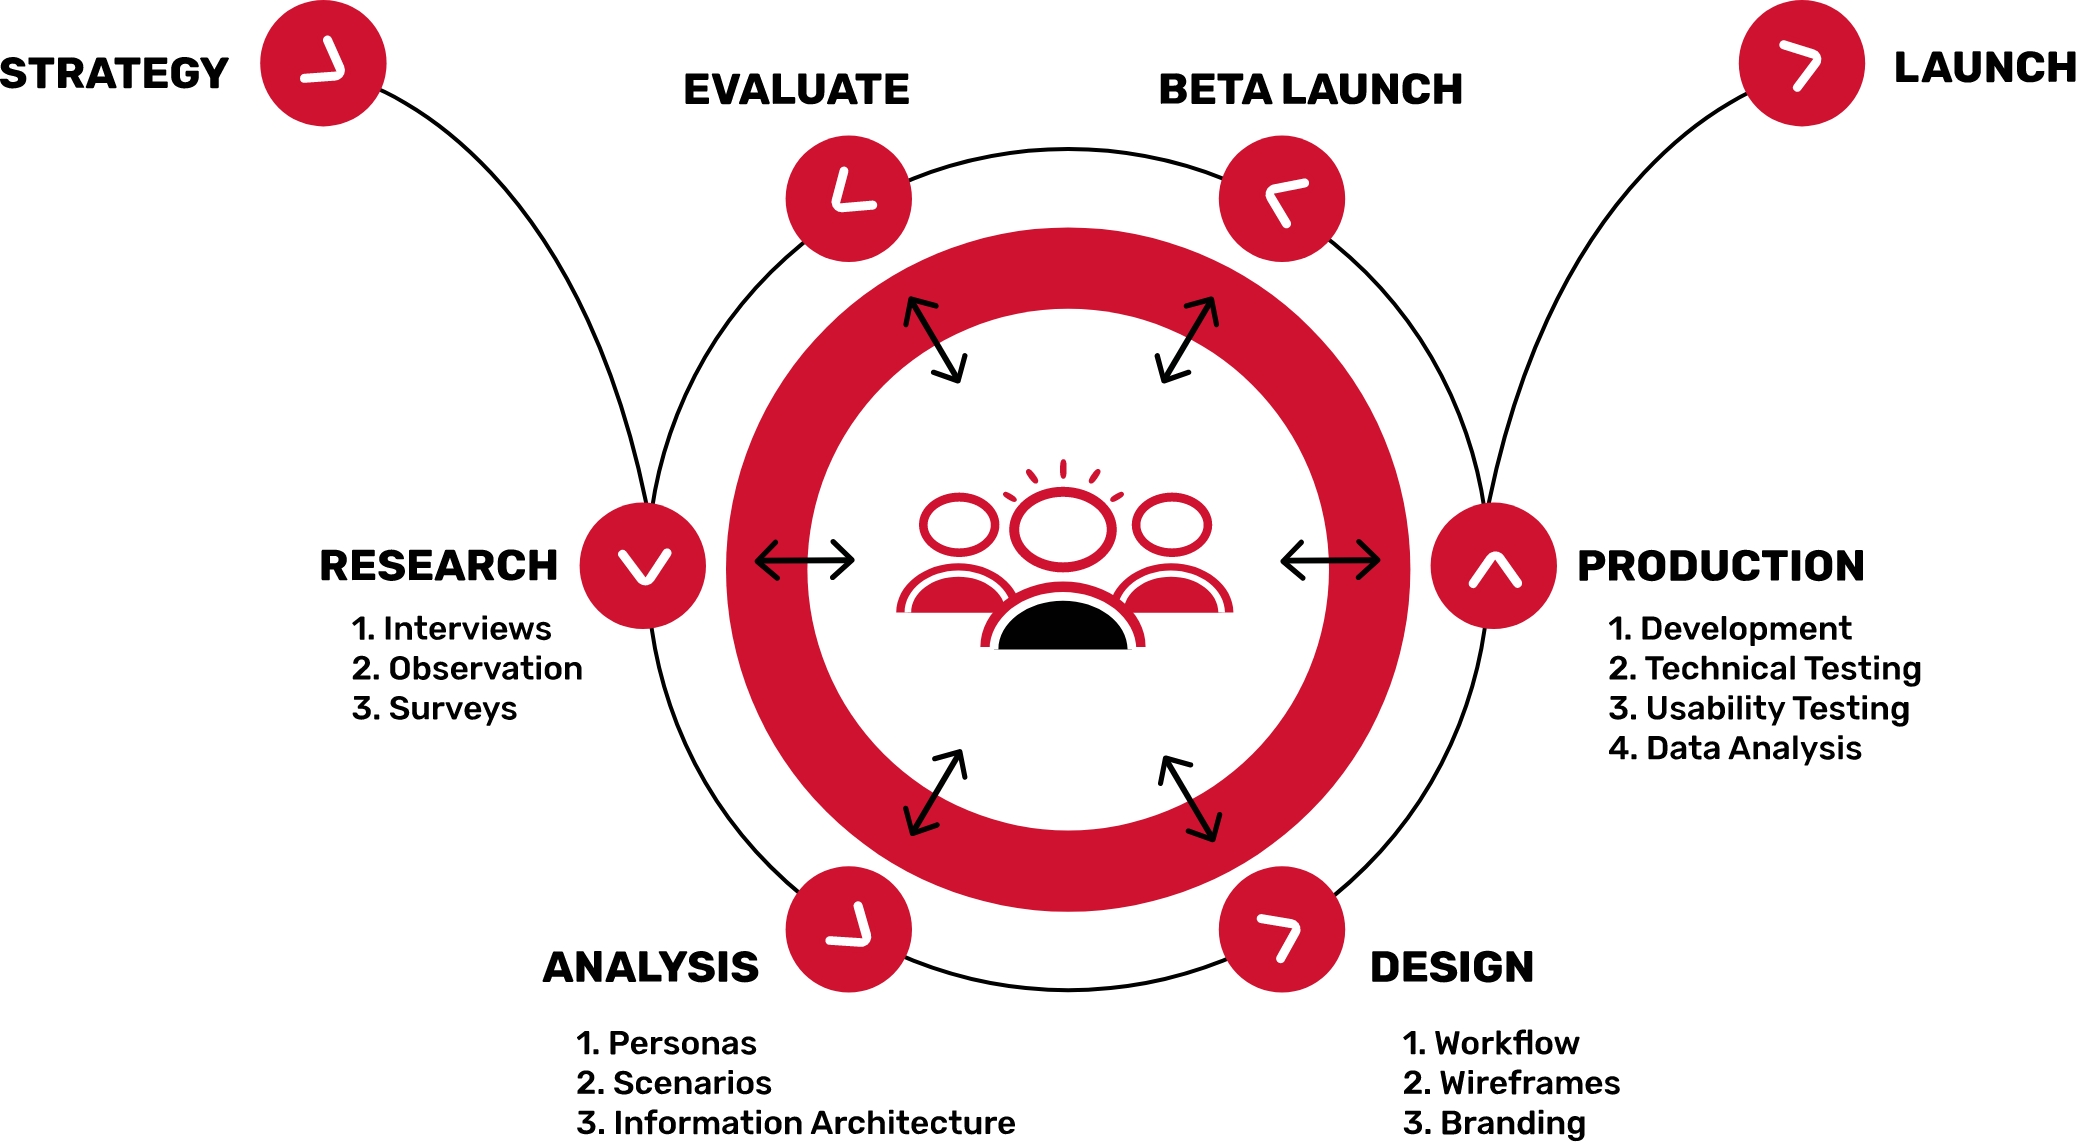 STRATEGY
LAUNCH
EVALUATE
BETA LAUNCH
RESEARCH
1. Interviews
2. Observation
3. Surveys
PRODUCTION
1. Development
2. Technical Testing
3. Usability Testing
4. Data Analysis
ANALYSIS
1. Personas
2. Scenarios
3. Information Architecture
DESIGN
1. Workflow
2. Wireframes
3. Branding